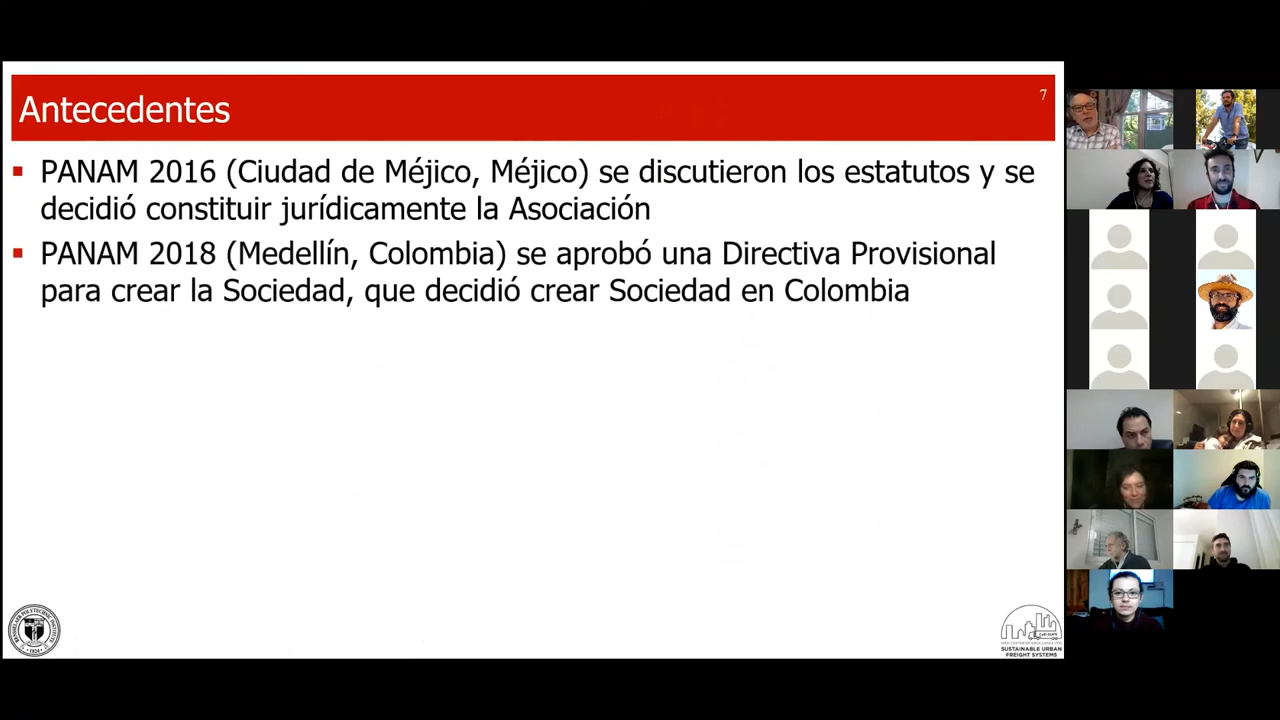 Antecedentes
7
PANAM 2016 (Ciudad de Méjico, Méjico) se discutieron los estatutos y se
decidió constituir jurídicamente la Asociación
PANAM 2018 (Medellín, Colombia) se aprobó una Directiva Provisional
para crear la Sociedad, que decidió crear Sociedad en Colombia
SUSTAINABLE URBAN
FREIGHT SYSTEMS